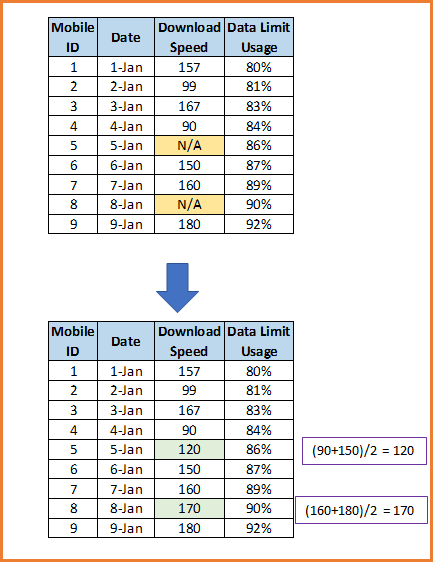 Mobile ID Date Download Speed Data Limit Usage
1 1-Jan 157 80%
2 2-Jan 99 81%
3 3-Jan 167 83%
4 4-Jan 90 84%
5 5-Jan N/A 86%
6 6-Jan 150 87%
7 7-Jan 160 89%
8 8-Jan N/A 90%
9 9-Jan 180 92%
Mobile ID Date Download Speed Data Limit Usage
1 1-Jan 157 80%
2 2-Jan 99 81%
3 3-Jan 167 83%
4 4-Jan 90 84%
5 5-Jan 120 86% (90+150)/2 = 120
6 6-Jan 150 87%
7 7-Jan 160 89%
8 8-Jan 170 90% (160+180)/2 = 170
9 9-Jan 180 92%